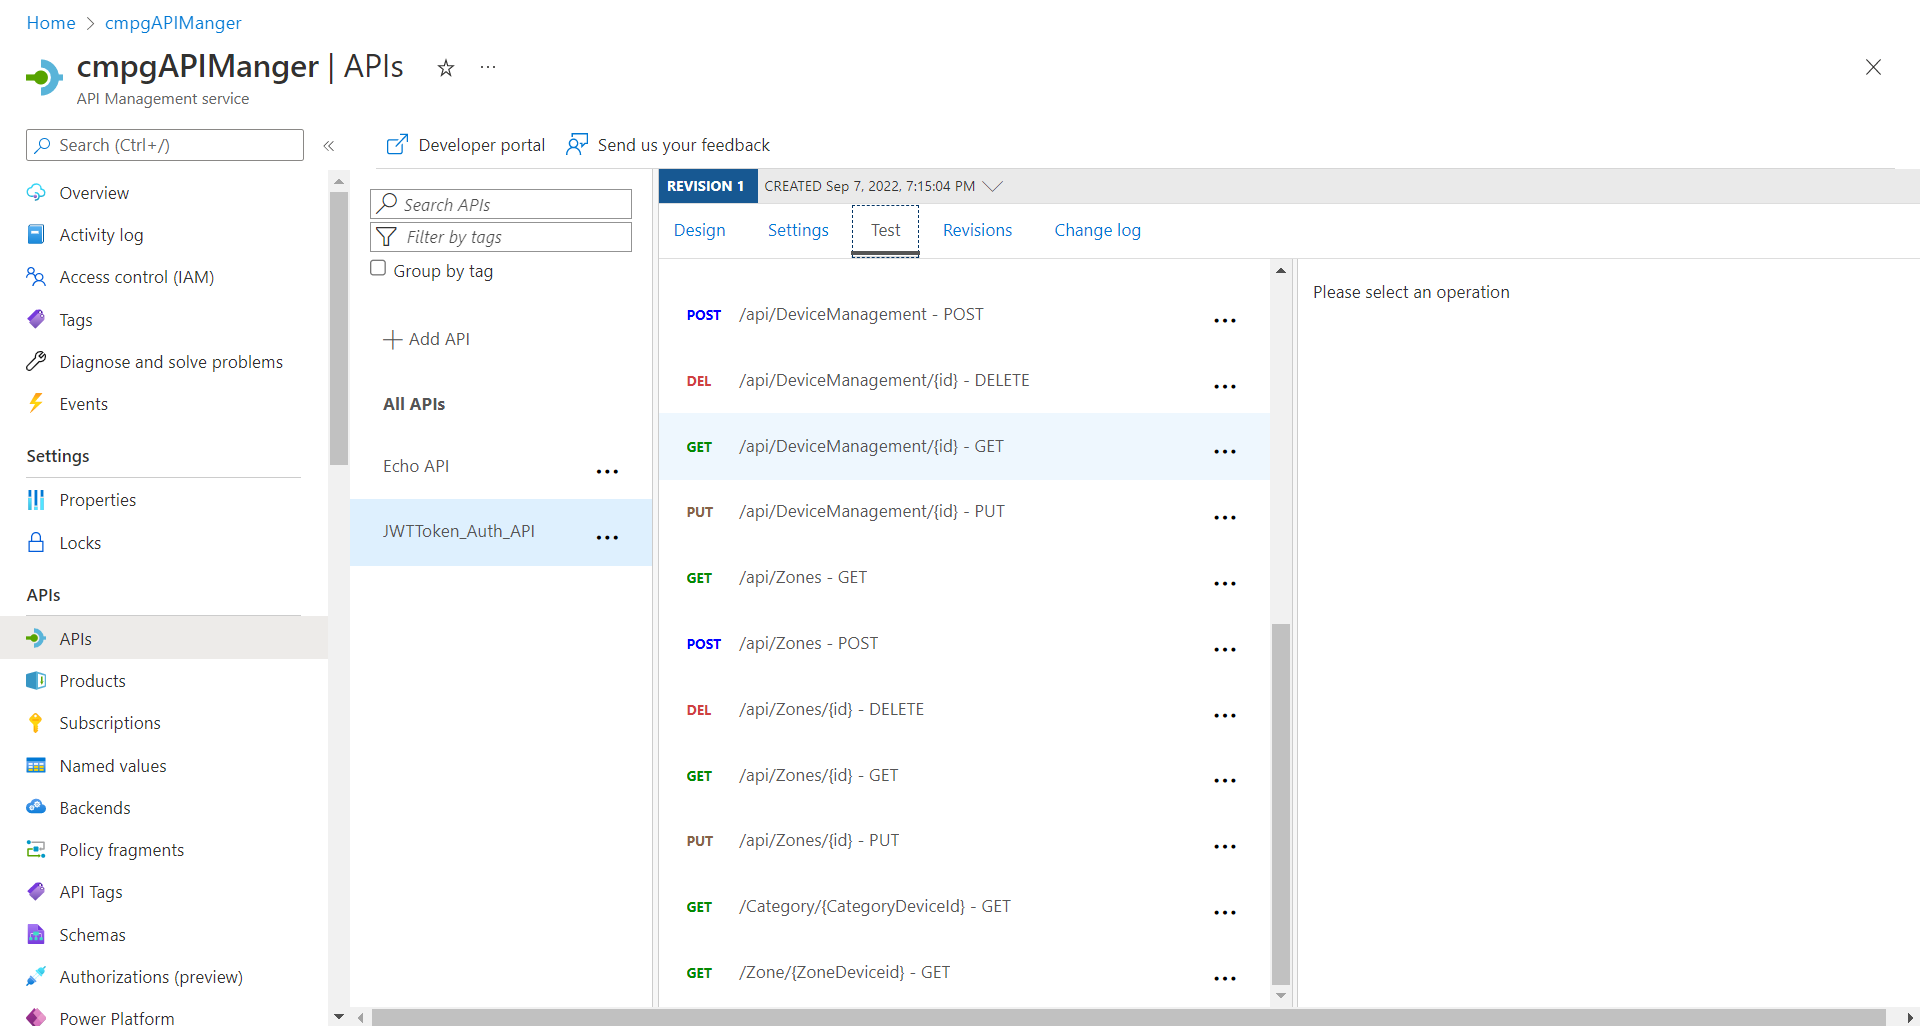 Home > cmpgAPIManger
cmpgAPIManger | APIs
API Management service
Search (Ctrl+/)
Overview
Activity log
Access control (IAM)
Tags
Diagnose and solve problems
Events
Settings
Properties
Locks
APIs
APIs
Products
Subscriptions
Named values
Backends
Policy fragments
API Tags
Schemas
Authorizations (preview)
Power Platform
Developer portal
Send us your feedback
Search APIs
Filter by tags
Group by tag
Add API
All APIs
Echo API
JWTToken_Auth_API
REVISION 1 CREATED Sep 7, 2022, 7:15:04 PM
Design Settings Test Revisions Change log
POST /api/DeviceManagement - POST
DEL /api/DeviceManagement/{id} - DELETE
GET /api/DeviceManagement/{id} - GET
PUT /api/DeviceManagement/{id} - PUT
GET /api/Zones - GET
POST /api/Zones - POST
DEL /api/Zones/{id} - DELETE
GET /api/Zones/{id} - GET
PUT /api/Zones/{id} - PUT
GET /Category/{CategoryDeviceId} - GET
GET /Zone/{ZoneDeviceid} - GET
Please select an operation